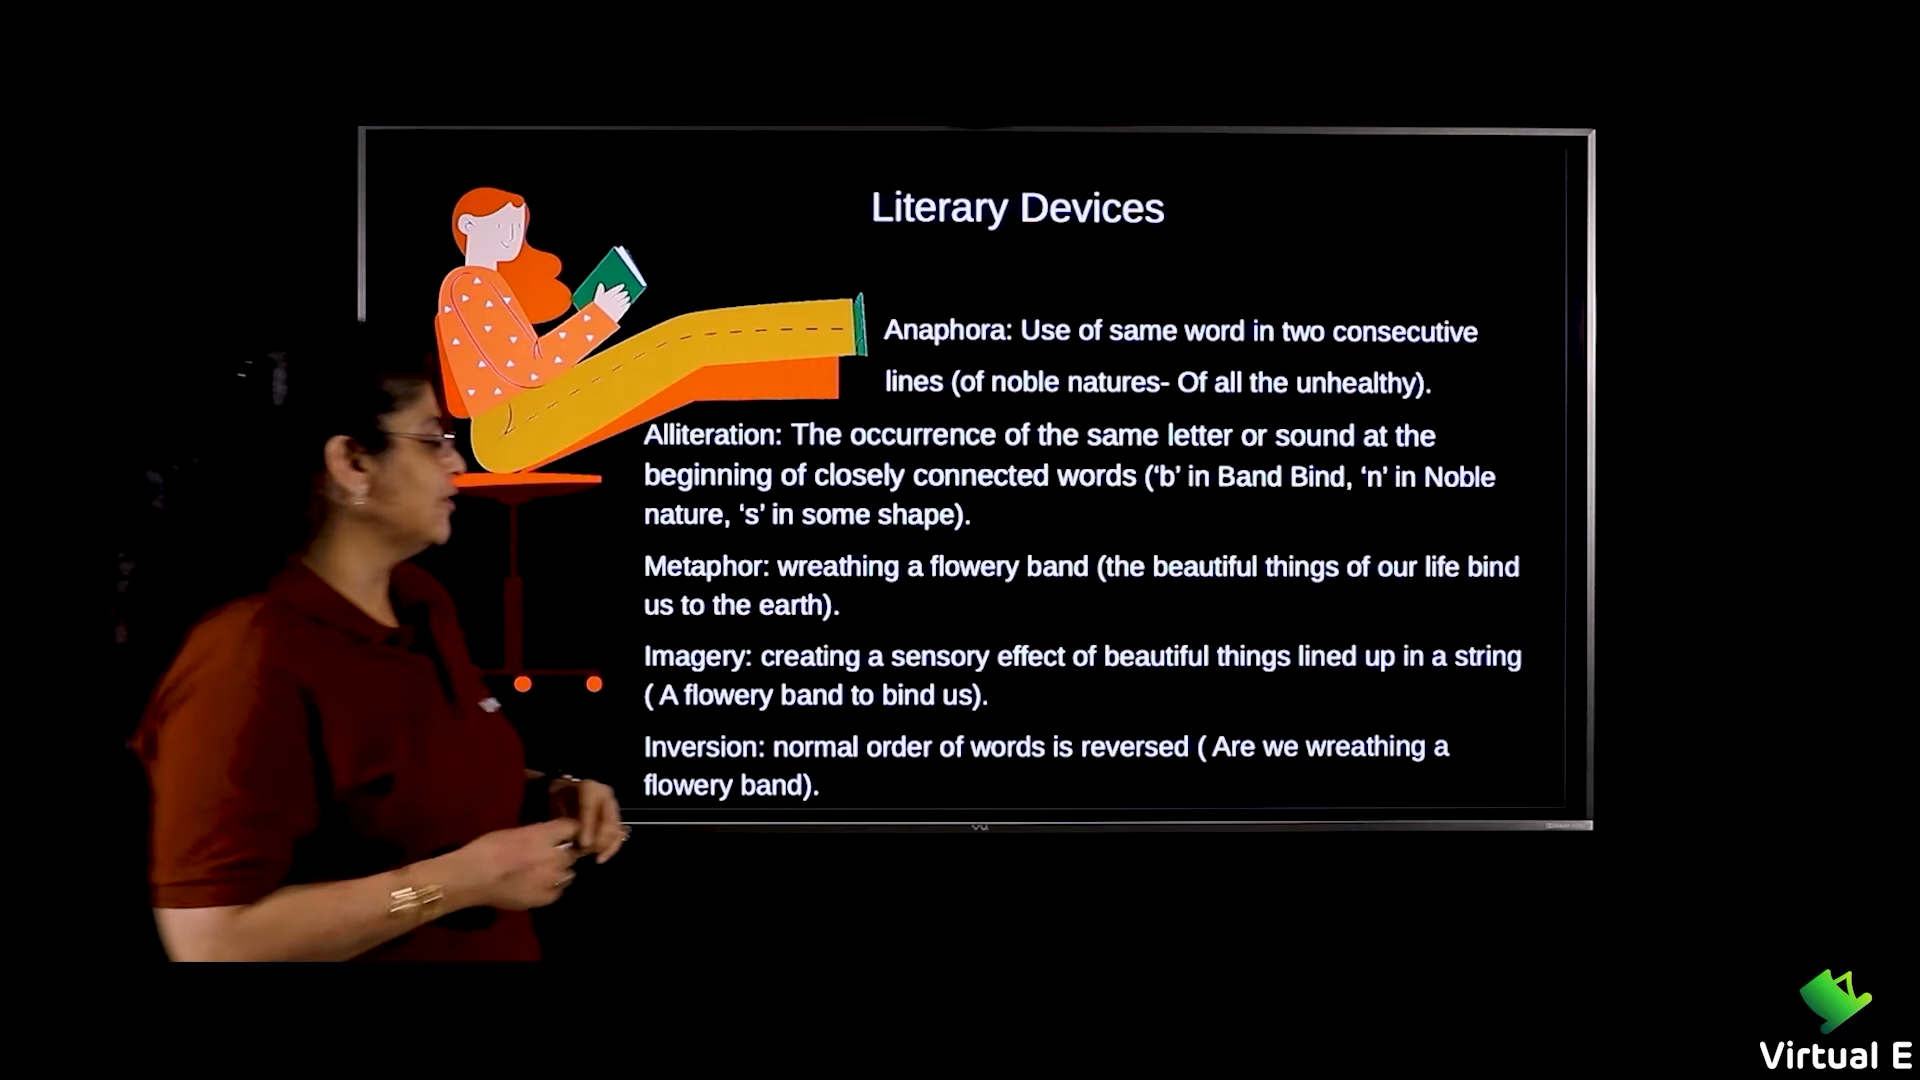 Literary Devices
Anaphora: Use of same word in two consecutive
lines (of noble natures- Of all the unhealthy).
Alliteration: The occurrence of the same letter or sound at the
beginning of closely connected words (‘b’ in Band Bind, ‘n’ in Noble
nature, ‘s’ in some shape).
Metaphor: wreathing a flowery band (the beautiful things of our life bind
us to the earth).
Imagery: creating a sensory effect of beautiful things lined up in a string
( A flowery band to bind us).
Inversion: normal order of words is reversed ( Are we wreathing a
flowery band).
Virtual E